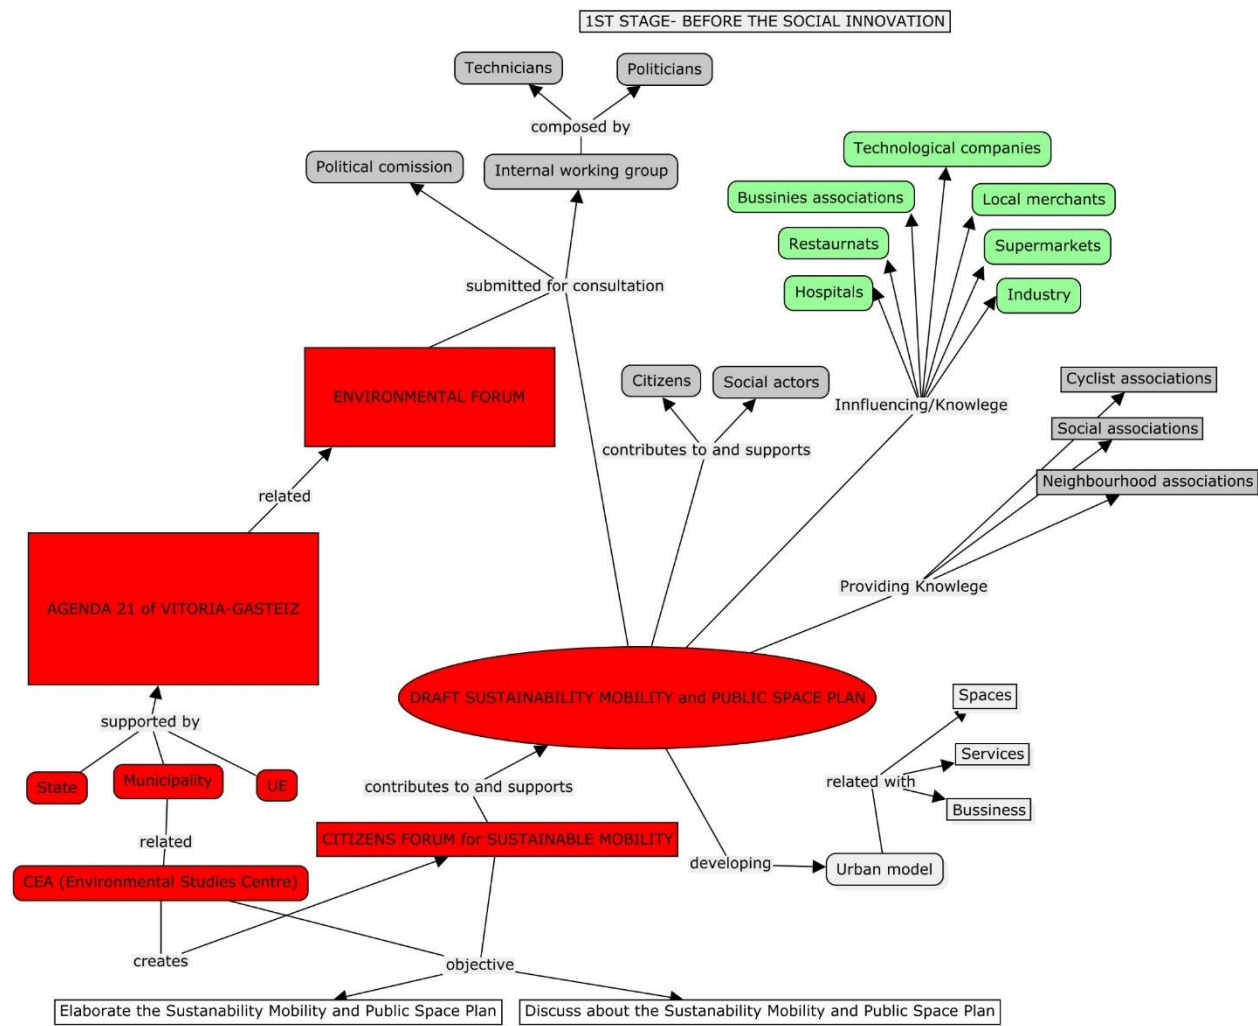 1ST STAGE- BEFORE THE SOCIAL INNOVATION
Technicians
Politicians
composed by
Political comission
Internal working group
Technological companies
Bussinies associations
Local merchants
Restaurnats
Supermarkets
Hospitals
Industry
submitted for consultation
ENVIRONMENTAL FORUM
Citizens
Social actors
Innfluencing/Knowlege
Cyclist associations
contributes to and supports
Social associations
Neighbourhood associations
related
Providing Knowlege
AGENDA 21 of VITORIA-GASTEIZ
DRAFT SUSTAINABILITY MOBILITY and PUBLIC SPACE PLAN
Spaces
supported by
Services
State
Municipality
UE
contributes to and supports
related with
Bussiness
related
CITIZENS FORUM for SUSTAINABLE MOBILITY
developing
Urban model
CEA (Environmental Studies Centre)
creates
objective
Elaborate the Sustanability Mobility and Public Space Plan
Discuss about the Sustanability Mobility and Public Space Plan